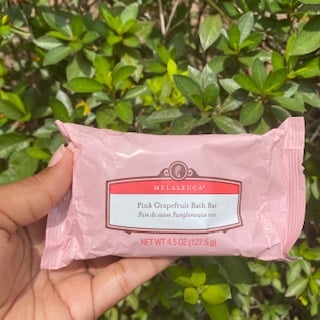 MELALEUCA®
Pink Grapefruit Bath Bar
Pain de savon Pamplemousse rose
NET WT 4.5 OZ (127.5 g)